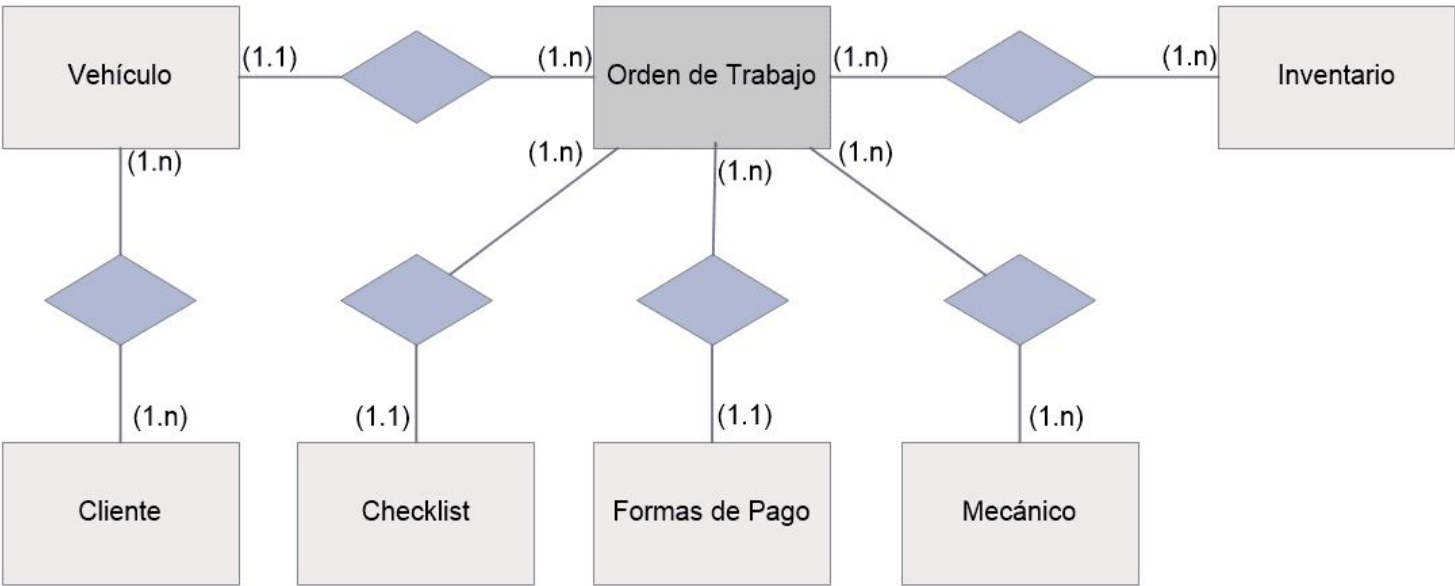 Vehículo
(1.1)
(1.n)
Orden de Trabajo
(1.n)
(1.n)
Inventario
(1.n)
(1.n)
(1.n)
(1.n)
(1.n)
(1.1)
(1.1)
(1.n)
Cliente
Checklist
Formas de Pago
Mecánico